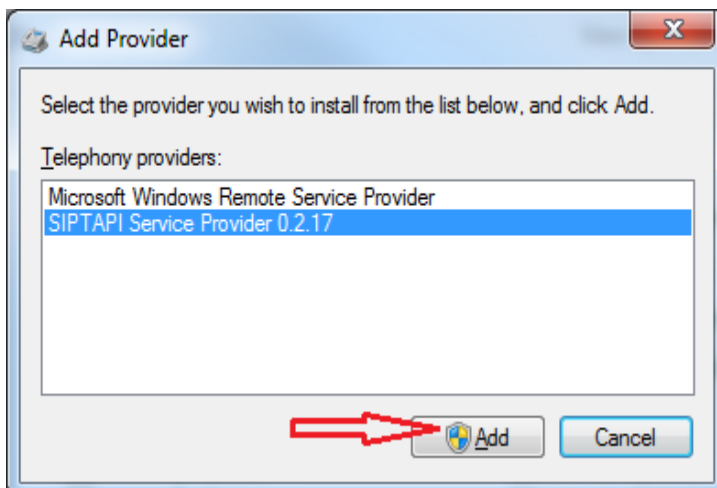 Add Provider
Select the provider you wish to install from the list below, and click Add.
Telephony providers:
Microsoft Windows Remote Service Provider
SIPTAPI Service Provider 0.2.17
Add
Cancel